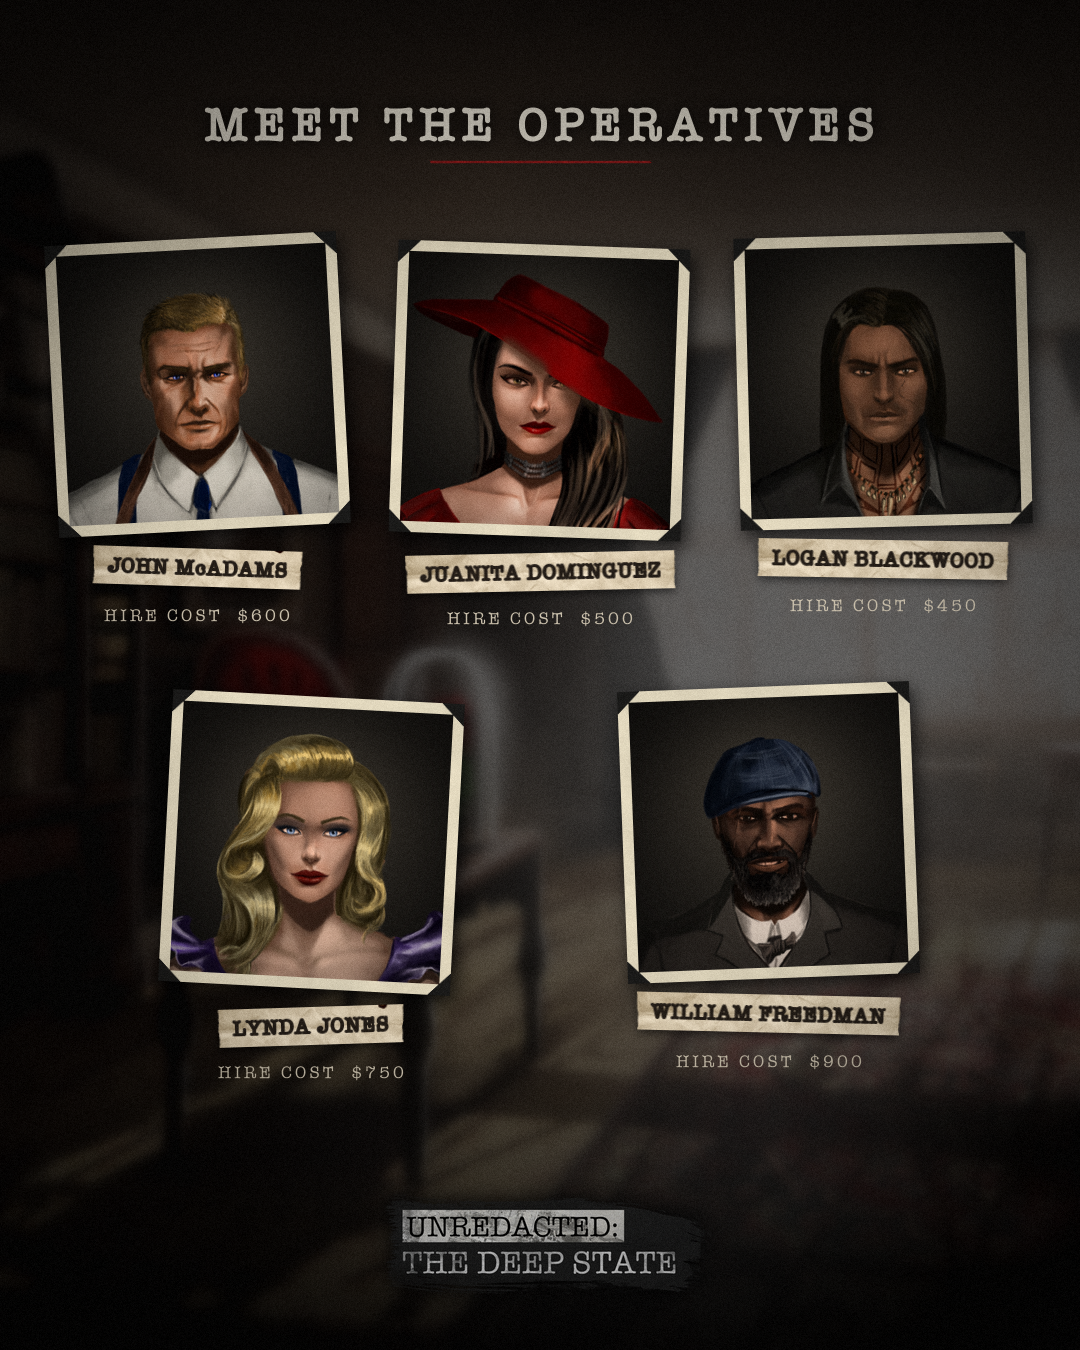 MEET THE OPERATIVES
JOHN McADAMS
HIRE COST $600
JUANITA DOMINGUEZ
HIRE COST $500
LOGAN BLACKWOOD
HIRE COST $450
LYNDA JONES
HIRE COST $750
WILLIAM FREEDMAN
HIRE COST $900
UNREDACTED:
THE DEEP STATE